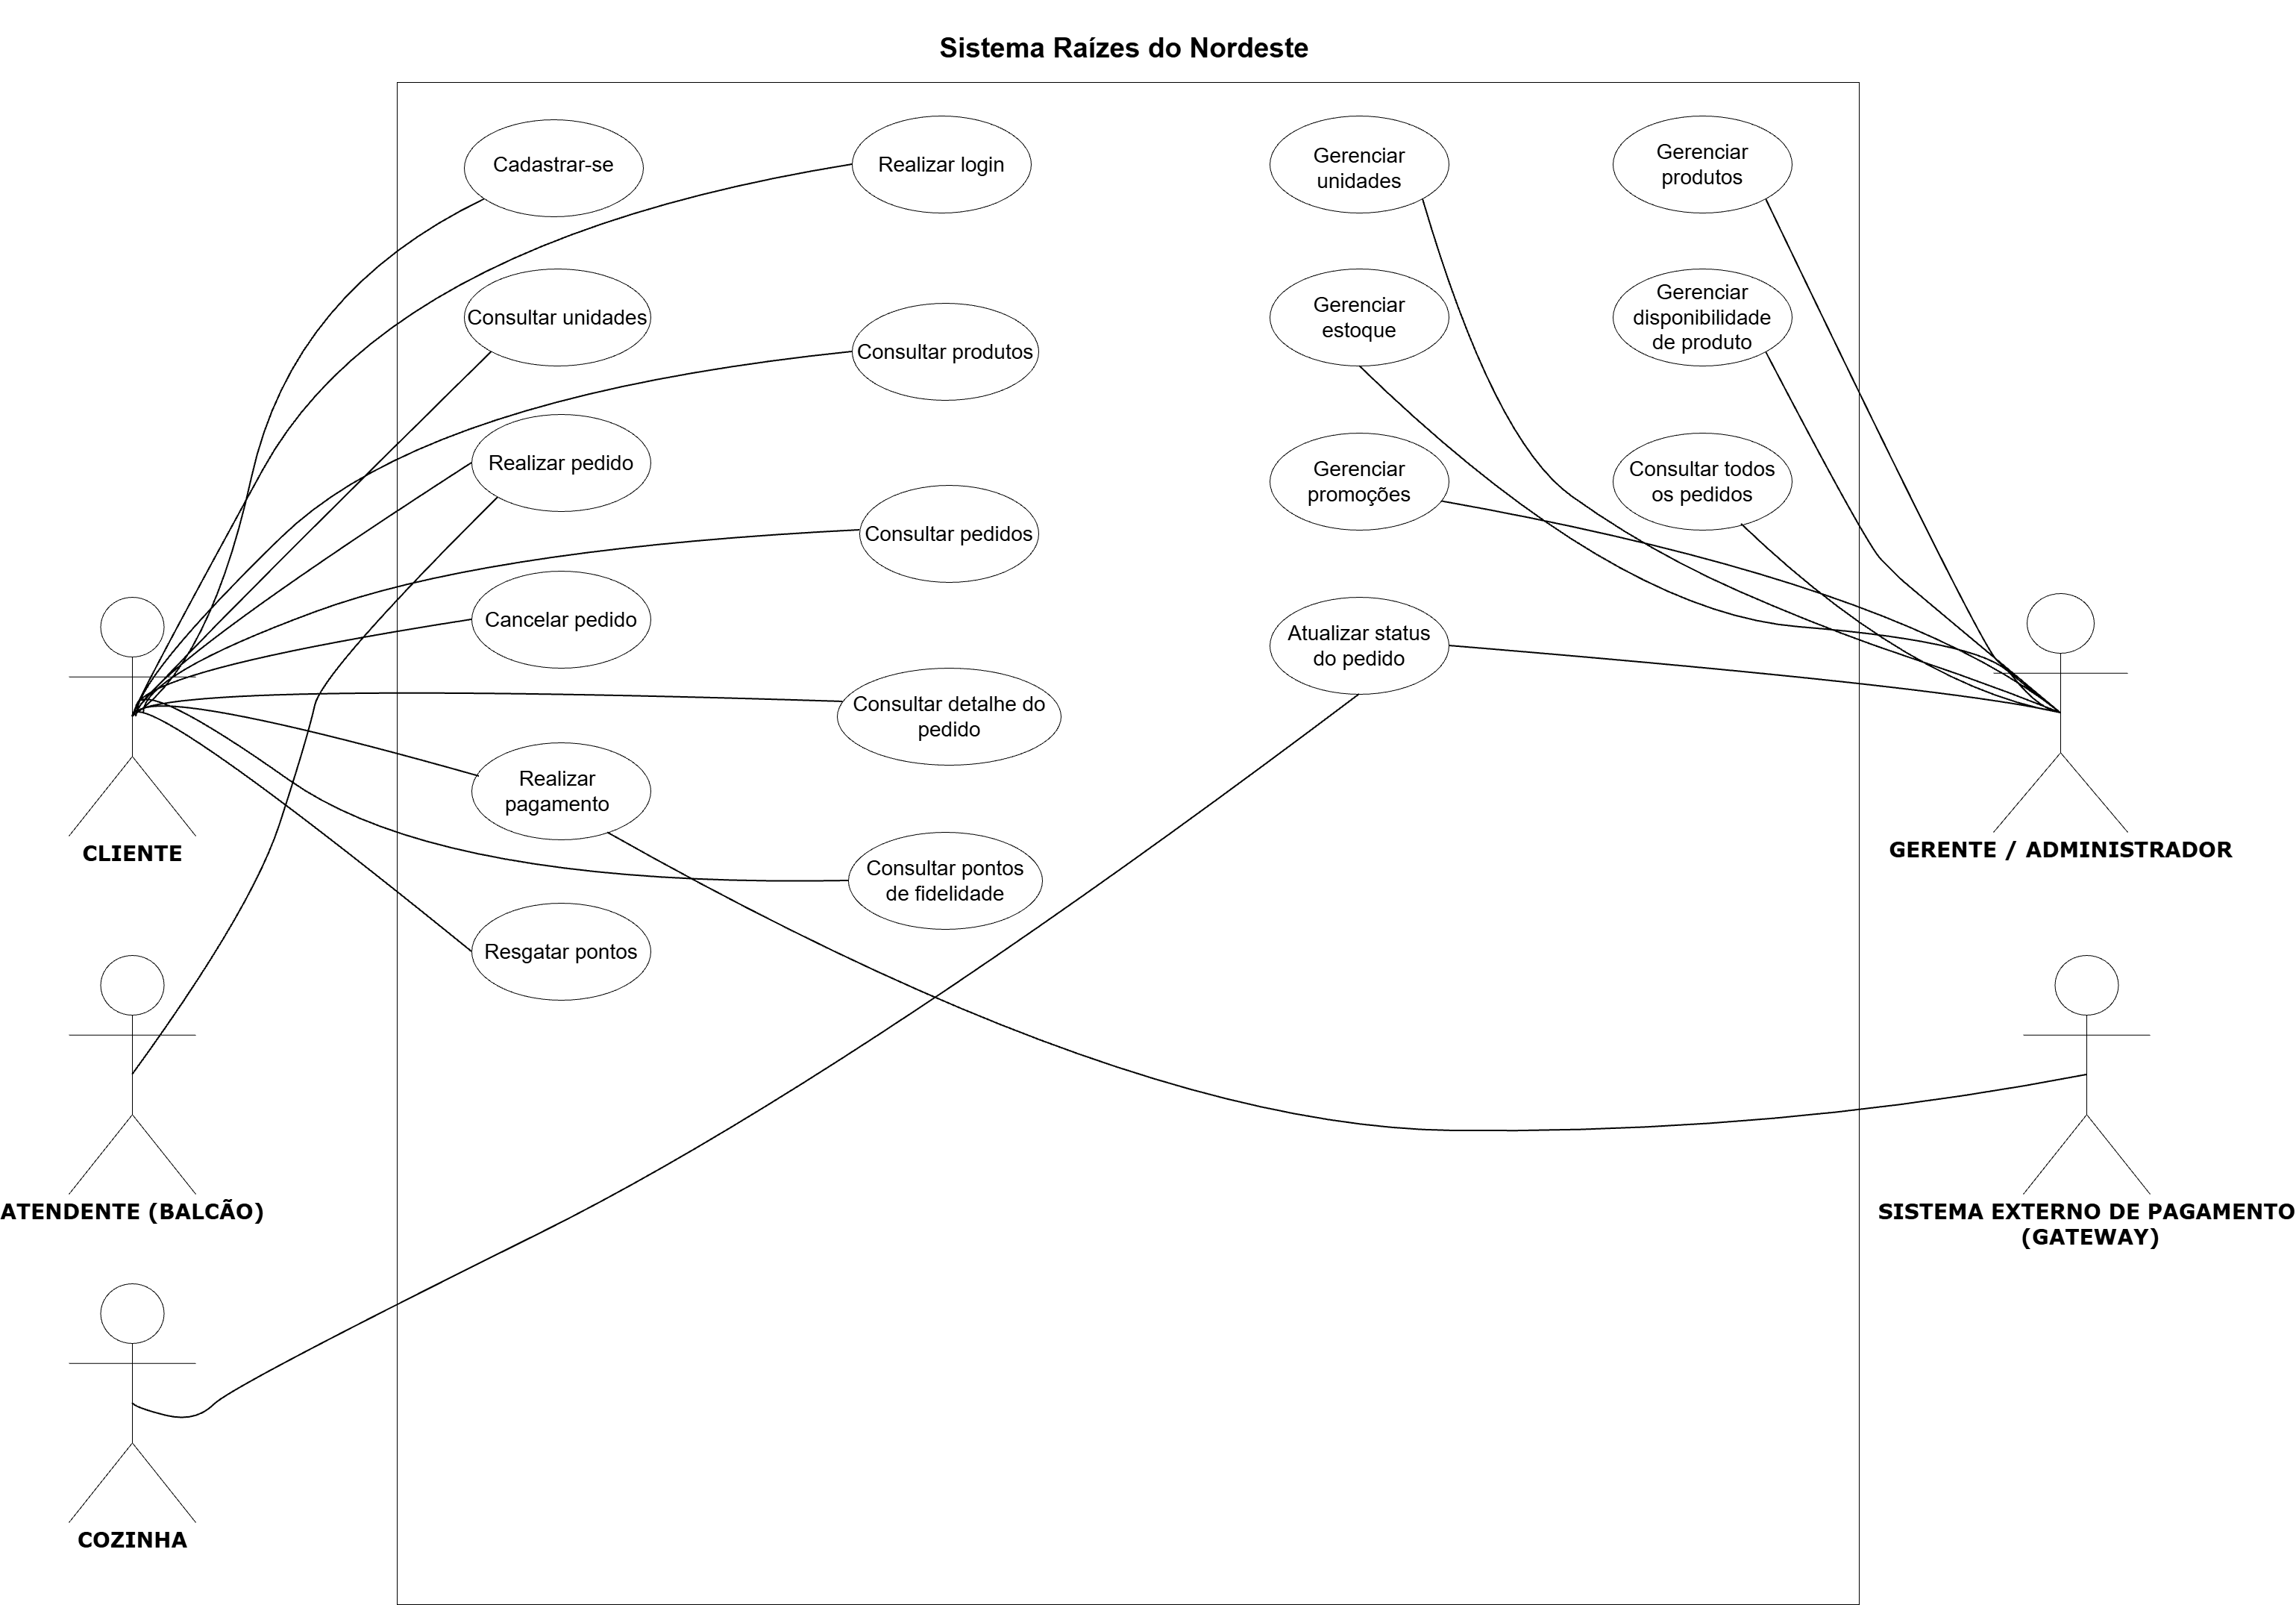 Sistema Raízes do Nordeste
Cadastrar-se
Realizar login
Gerenciar
unidades
Gerenciar
produtos
Consultar unidades
Consultar produtos
Gerenciar
estoque
Gerenciar
disponibilidade
de produto
Realizar pedido
Consultar pedidos
Gerenciar
promoções
Consultar todos
os pedidos
Cancelar pedido
Consultar detalhe do
pedido
Atualizar status
do pedido
Realizar
pagamento
Consultar pontos
de fidelidade
Resgatar pontos
CLIENTE
GERENTE / ADMINISTRADOR
ATENDENTE (BALCÃO)
SISTEMA EXTERNO DE PAGAMENTO
(GATEWAY)
COZINHA